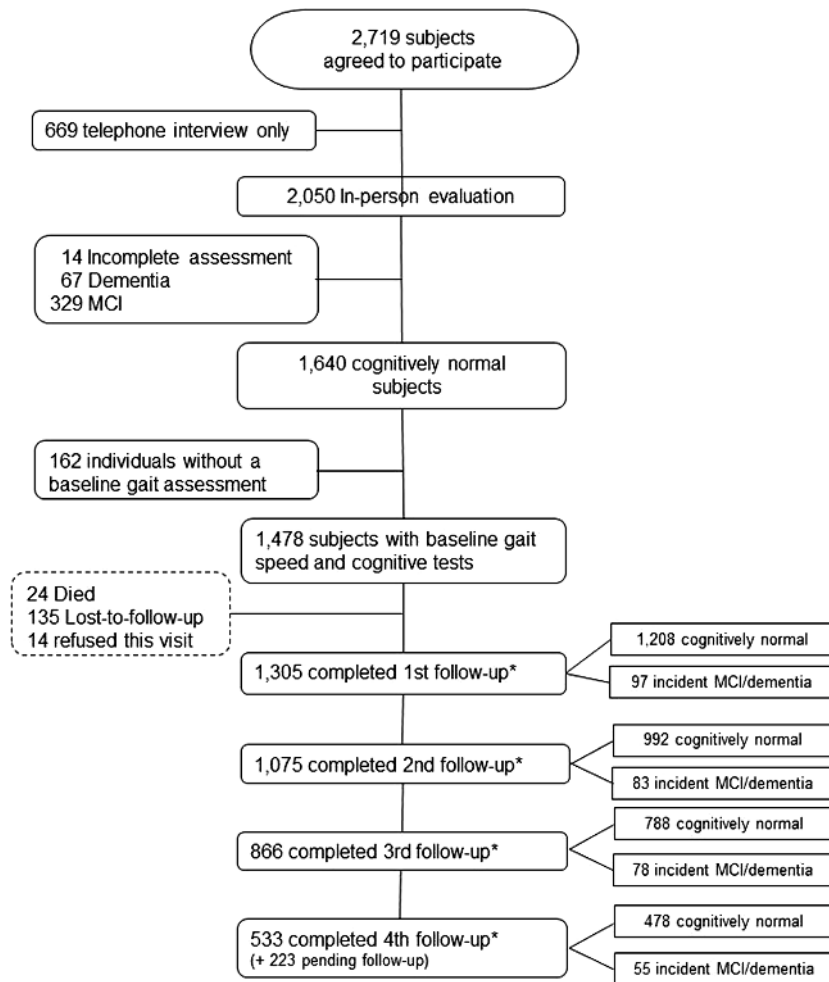 2,719 subjects
agreed to participate
669 telephone interview only
2,050 In-person evaluation
14 Incomplete assessment
67 Dementia
329 MCI
1,640 cognitively normal
subjects
162 individuals without a
baseline gait assessment
1,478 subjects with baseline gait
speed and cognitive tests
24 Died
135 Lost-to-follow-up
14 refused this visit
1,305 completed 1st follow-up*
1,208 cognitively normal
97 incident MCI/dementia
1,075 completed 2nd follow-up*
992 cognitively normal
83 incident MCI/dementia
866 completed 3rd follow-up*
788 cognitively normal
78 incident MCI/dementia
533 completed 4th follow-up*
(+ 223 pending follow-up)
478 cognitively normal
55 incident MCI/dementia